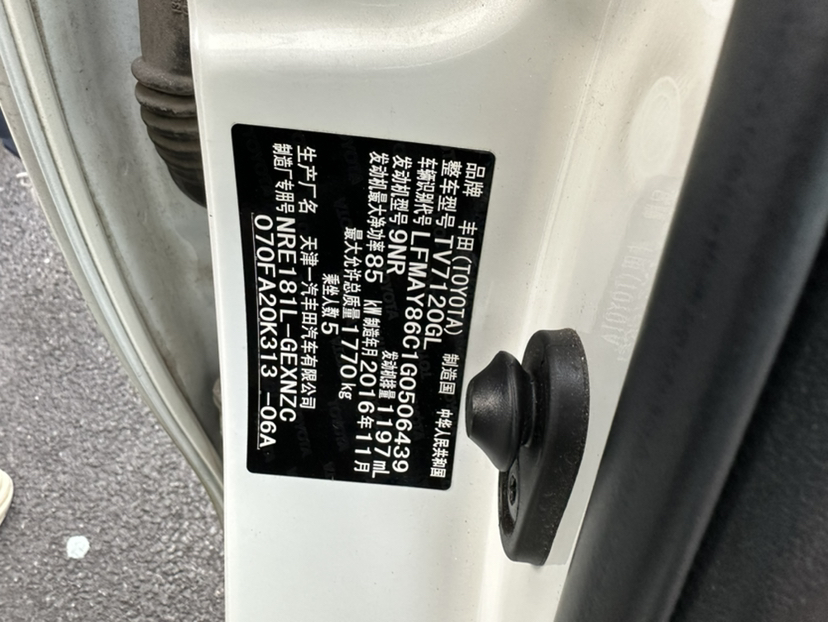 品牌 丰田(TOYOTA) 制造国 中华人民共和国
整车型号 TV7120GL
车辆识别代号 LFMAY86C1G0506439
发动机型号 9NR 发动机排量 1197mL
发动机最大净功率 85 kW 制造年月 2016年11月
最大允许总质量 1770kg
乘坐人数 5
生产厂名 天津一汽丰田汽车有限公司
制造厂专用号 NRE181L-GEXNZC
070FA20K313 -06A